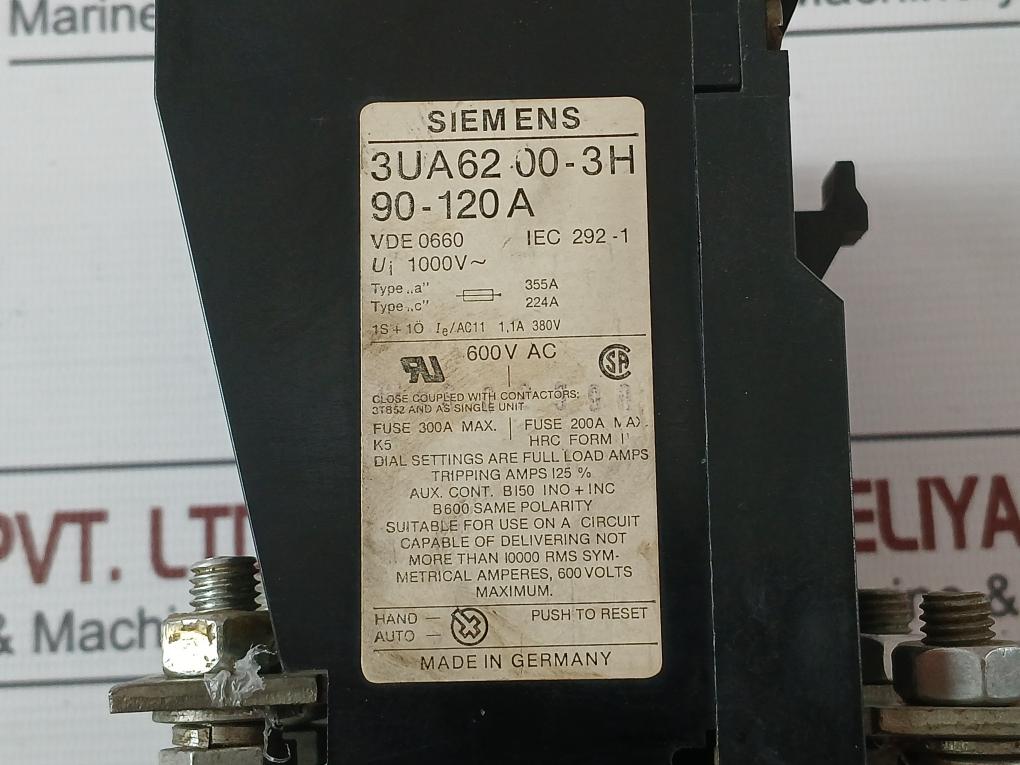 Marine
SIEMENS
3UA62 00-3H
90-120 A
VDE 0660 IEC 292-1
Ui 1000V~
Type „a" 355A
Type „c" 224A
1S + 1Ö Ie/AC11 1,1A 380V
600V AC
CLOSE COUPLED WITH CONTACTORS:
3TB52 AND AS SINGLE UNIT
FUSE 300A MAX. FUSE 200A MAX.
K5 HRC FORM
DIAL SETTINGS ARE FULL LOAD AMPS
TRIPPING AMPS 125 %
AUX. CONT. B150 1NO + 1NC
B600 SAME POLARITY
SUITABLE FOR USE ON A CIRCUIT
CAPABLE OF DELIVERING NOT
MORE THAN 10000 RMS SYM-
METRICAL AMPERES, 600 VOLTS
MAXIMUM.
HAND — PUSH TO RESET
AUTO —
MADE IN GERMANY
PVT. LT
& Mach
ELIYA
&